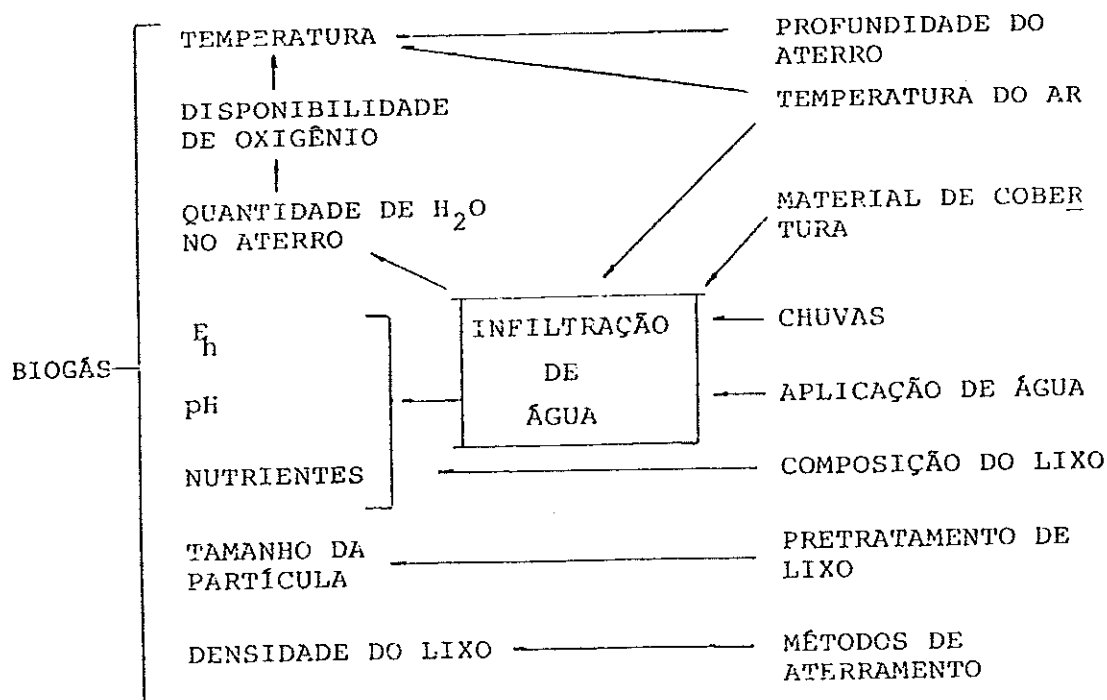 TEMPERATURA
PROFUNDIDADE DO
ATERRO
TEMPERATURA DO AR
DISPONIBILIDADE
DE OXIGÊNIO
QUANTIDADE DE H₂O
NO ATERRO
MATERIAL DE COBER
TURA
INFILTRAÇÃO
DE
ÁGUA
CHUVAS
APLICAÇÃO DE ÁGUA
COMPOSIÇÃO DO LIXO
BIOGÁS
Eh
pH
NUTRIENTES
TAMANHO DA
PARTÍCULA
PRETRATAMENTO DE
LIXO
DENSIDADE DO LIXO
MÉTODOS DE
ATERRAMENTO